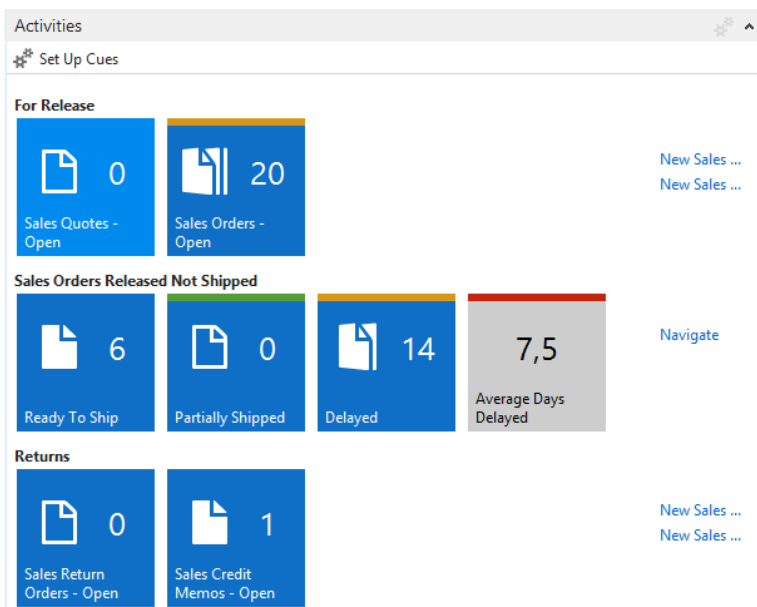 Activities
Set Up Cues
For Release
0
Sales Quotes -
Open
20
Sales Orders -
Open
New Sales ...
New Sales ...
Sales Orders Released Not Shipped
6
Ready To Ship
0
Partially Shipped
14
Delayed
7,5
Average Days
Delayed
Navigate
Returns
0
Sales Return
Orders - Open
1
Sales Credit
Memos - Open
New Sales ...
New Sales ...